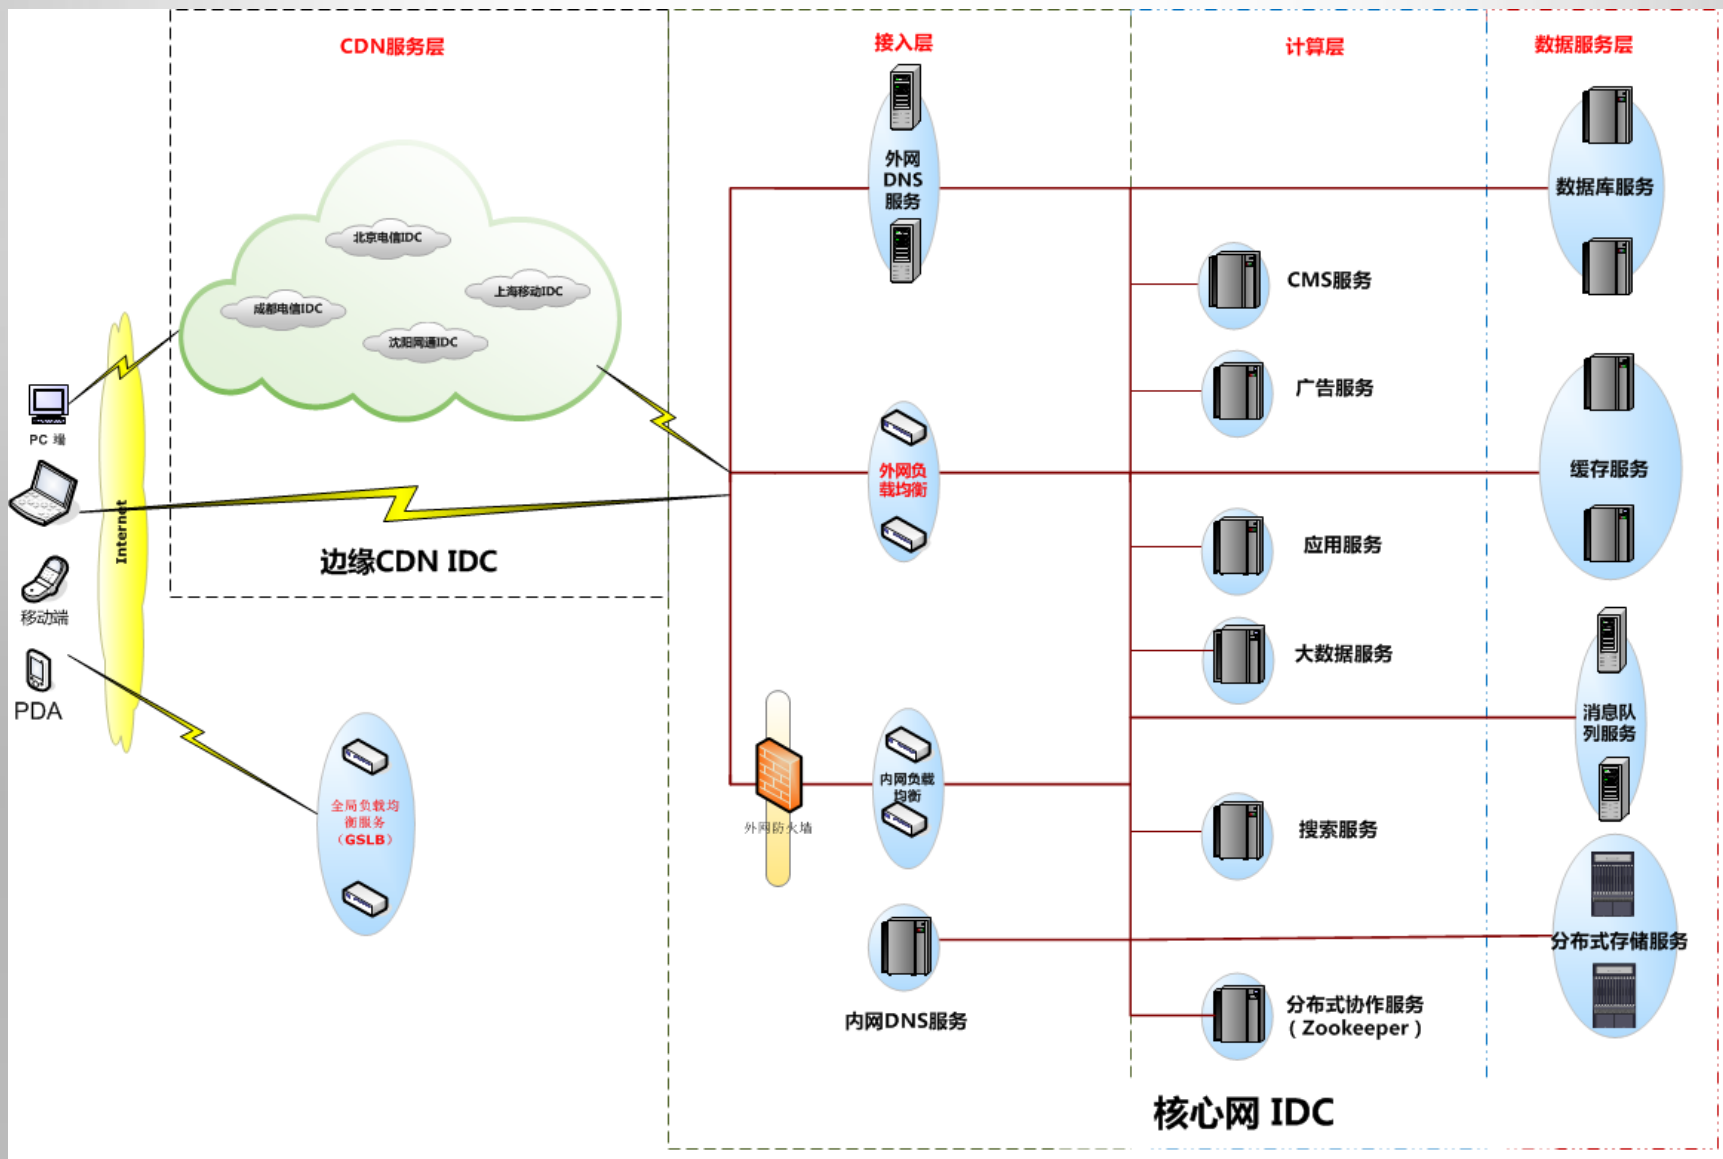 CDN服务层
接入层
计算层
数据服务层
外网
DNS
服务
数据库服务
北京电信IDC
上海移动IDC
成都电信IDC
沈阳网通IDC
CMS服务
广告服务
PC 端
Internet
移动端
PDA
边缘CDN IDC
外网负
载均衡
缓存服务
应用服务
大数据服务
消息队
列服务
全局负载均
衡服务
（GSLB）
外网防火墙
内网负载
均衡
搜索服务
内网DNS服务
分布式存储服务
分布式协作服务
（Zookeeper）
核心网 IDC